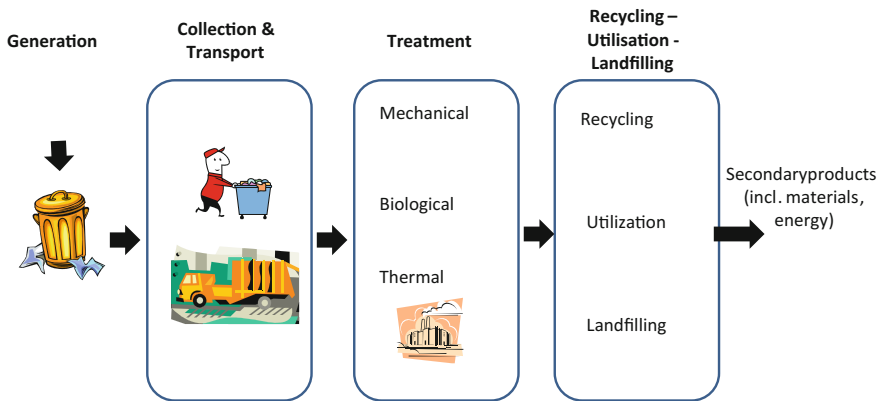 Generation
Collection &
Transport
Treatment
Recycling –
Utilisation -
Landfilling
Mechanical
Biological
Thermal
Recycling
Utilization
Landfilling
Secondaryproducts
(incl. materials,
energy)